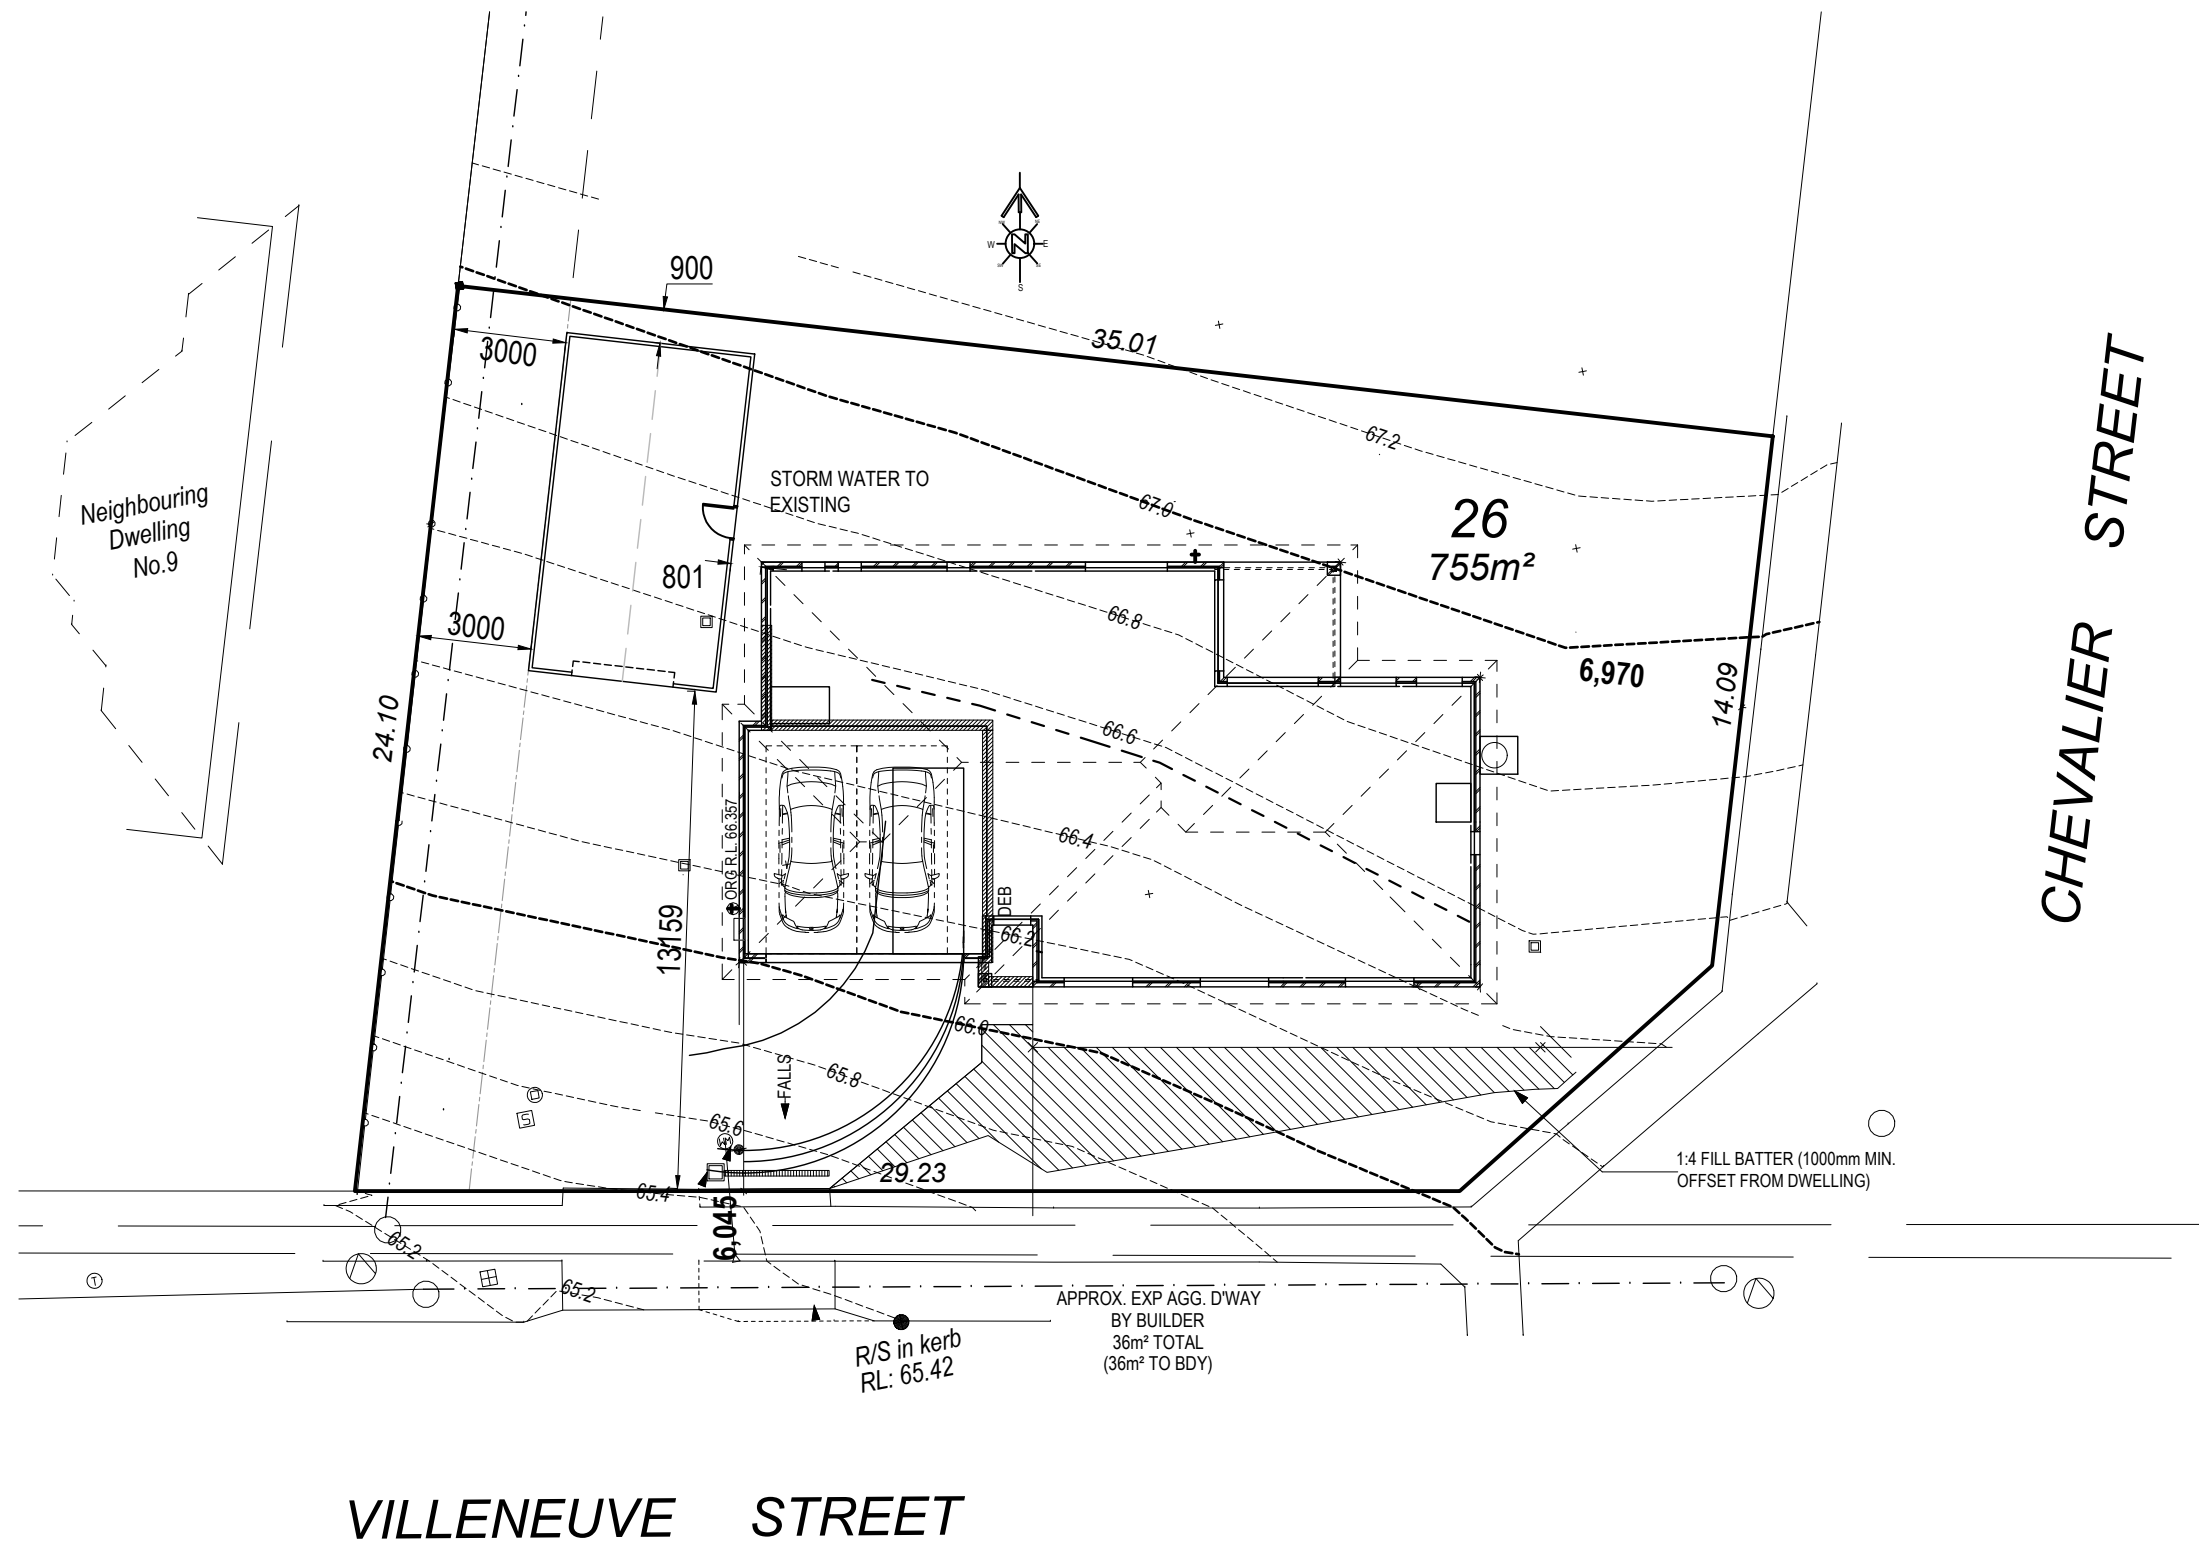 N
W
E
S
900
3000
35.01
67.2
Neighbouring
Dwelling
No.9
STORM WATER TO
EXISTING
67.0
26
755m²
801
3000
66.8
6,970
14.09
24.10
66.6
CHEVALIER STREET
ORG R.L. 66.357
66.4
DEB
66.2
13159
66.0
FALLS
65.8
65.6
S
1:4 FILL BATTER (1000mm MIN.
OFFSET FROM DWELLING)
29.23
65.4
6,045
65.2
65.2
T
APPROX. EXP AGG. D'WAY
BY BUILDER
36m² TOTAL
(36m² TO BDY)
R/S in kerb
RL: 65.42
VILLENEUVE STREET